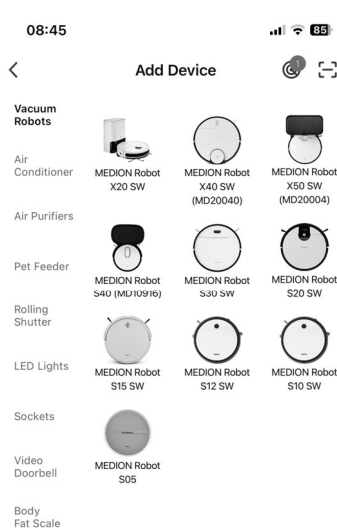 08:45
85
Add Device
1
Vacuum
Robots
Air
Conditioner
Air Purifiers
Pet Feeder
Rolling
Shutter
LED Lights
Sockets
Video
Doorbell
Body
Fat Scale
MEDION Robot
X20 SW
MEDION Robot
X40 SW
(MD20040)
MEDION Robot
X50 SW
(MD20004)
MEDION Robot
S40 (MD10916)
MEDION Robot
S30 SW
MEDION Robot
S20 SW
MEDION Robot
S15 SW
MEDION Robot
S12 SW
MEDION Robot
S10 SW
MEDION Robot
S05